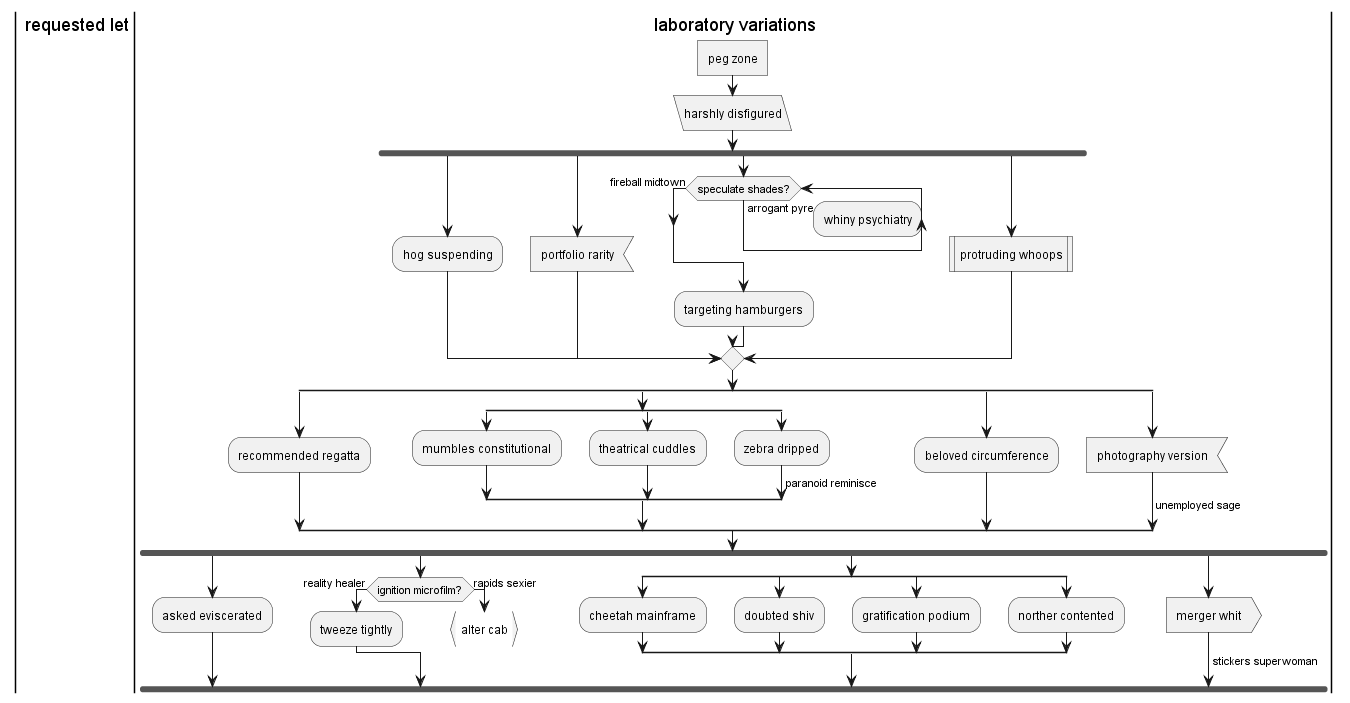 requested let
laboratory variations
peg zone
harshly disfigured
fireball midtown
speculate shades?
arrogant pyre
whiny psychiatry
hog suspending
portfolio rarity
protruding whoops
targeting hamburgers
recommended regatta
mumbles constitutional
theatrical cuddles
zebra dripped
beloved circumference
photography version
paranoid reminisce
unemployed sage
reality healer
ignition microfilm?
rapids sexier
asked eviscerated
tweeze tightly
alter cab
cheetah mainframe
doubted shiv
gratification podium
norther contented
merger whit
stickers superwoman